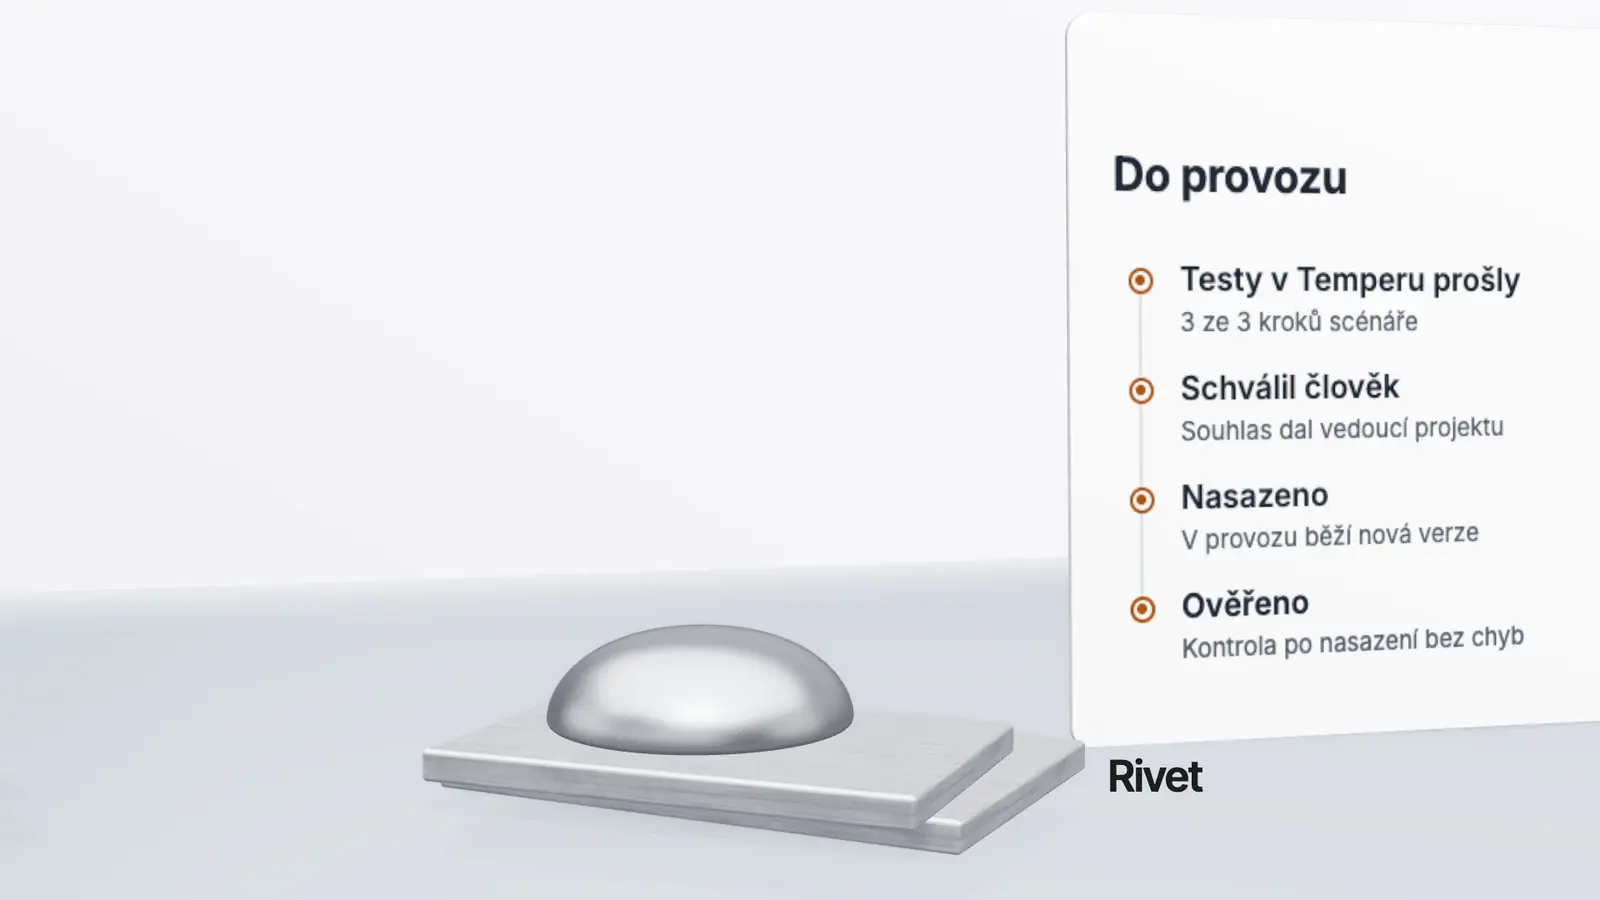 Do provozu
Testy v Temperu prošly
3 ze 3 kroků scénáře
Schválil člověk
Souhlas dal vedoucí projektu
Nasazeno
V provozu běží nová verze
Ověřeno
Kontrola po nasazení bez chyb
Rivet